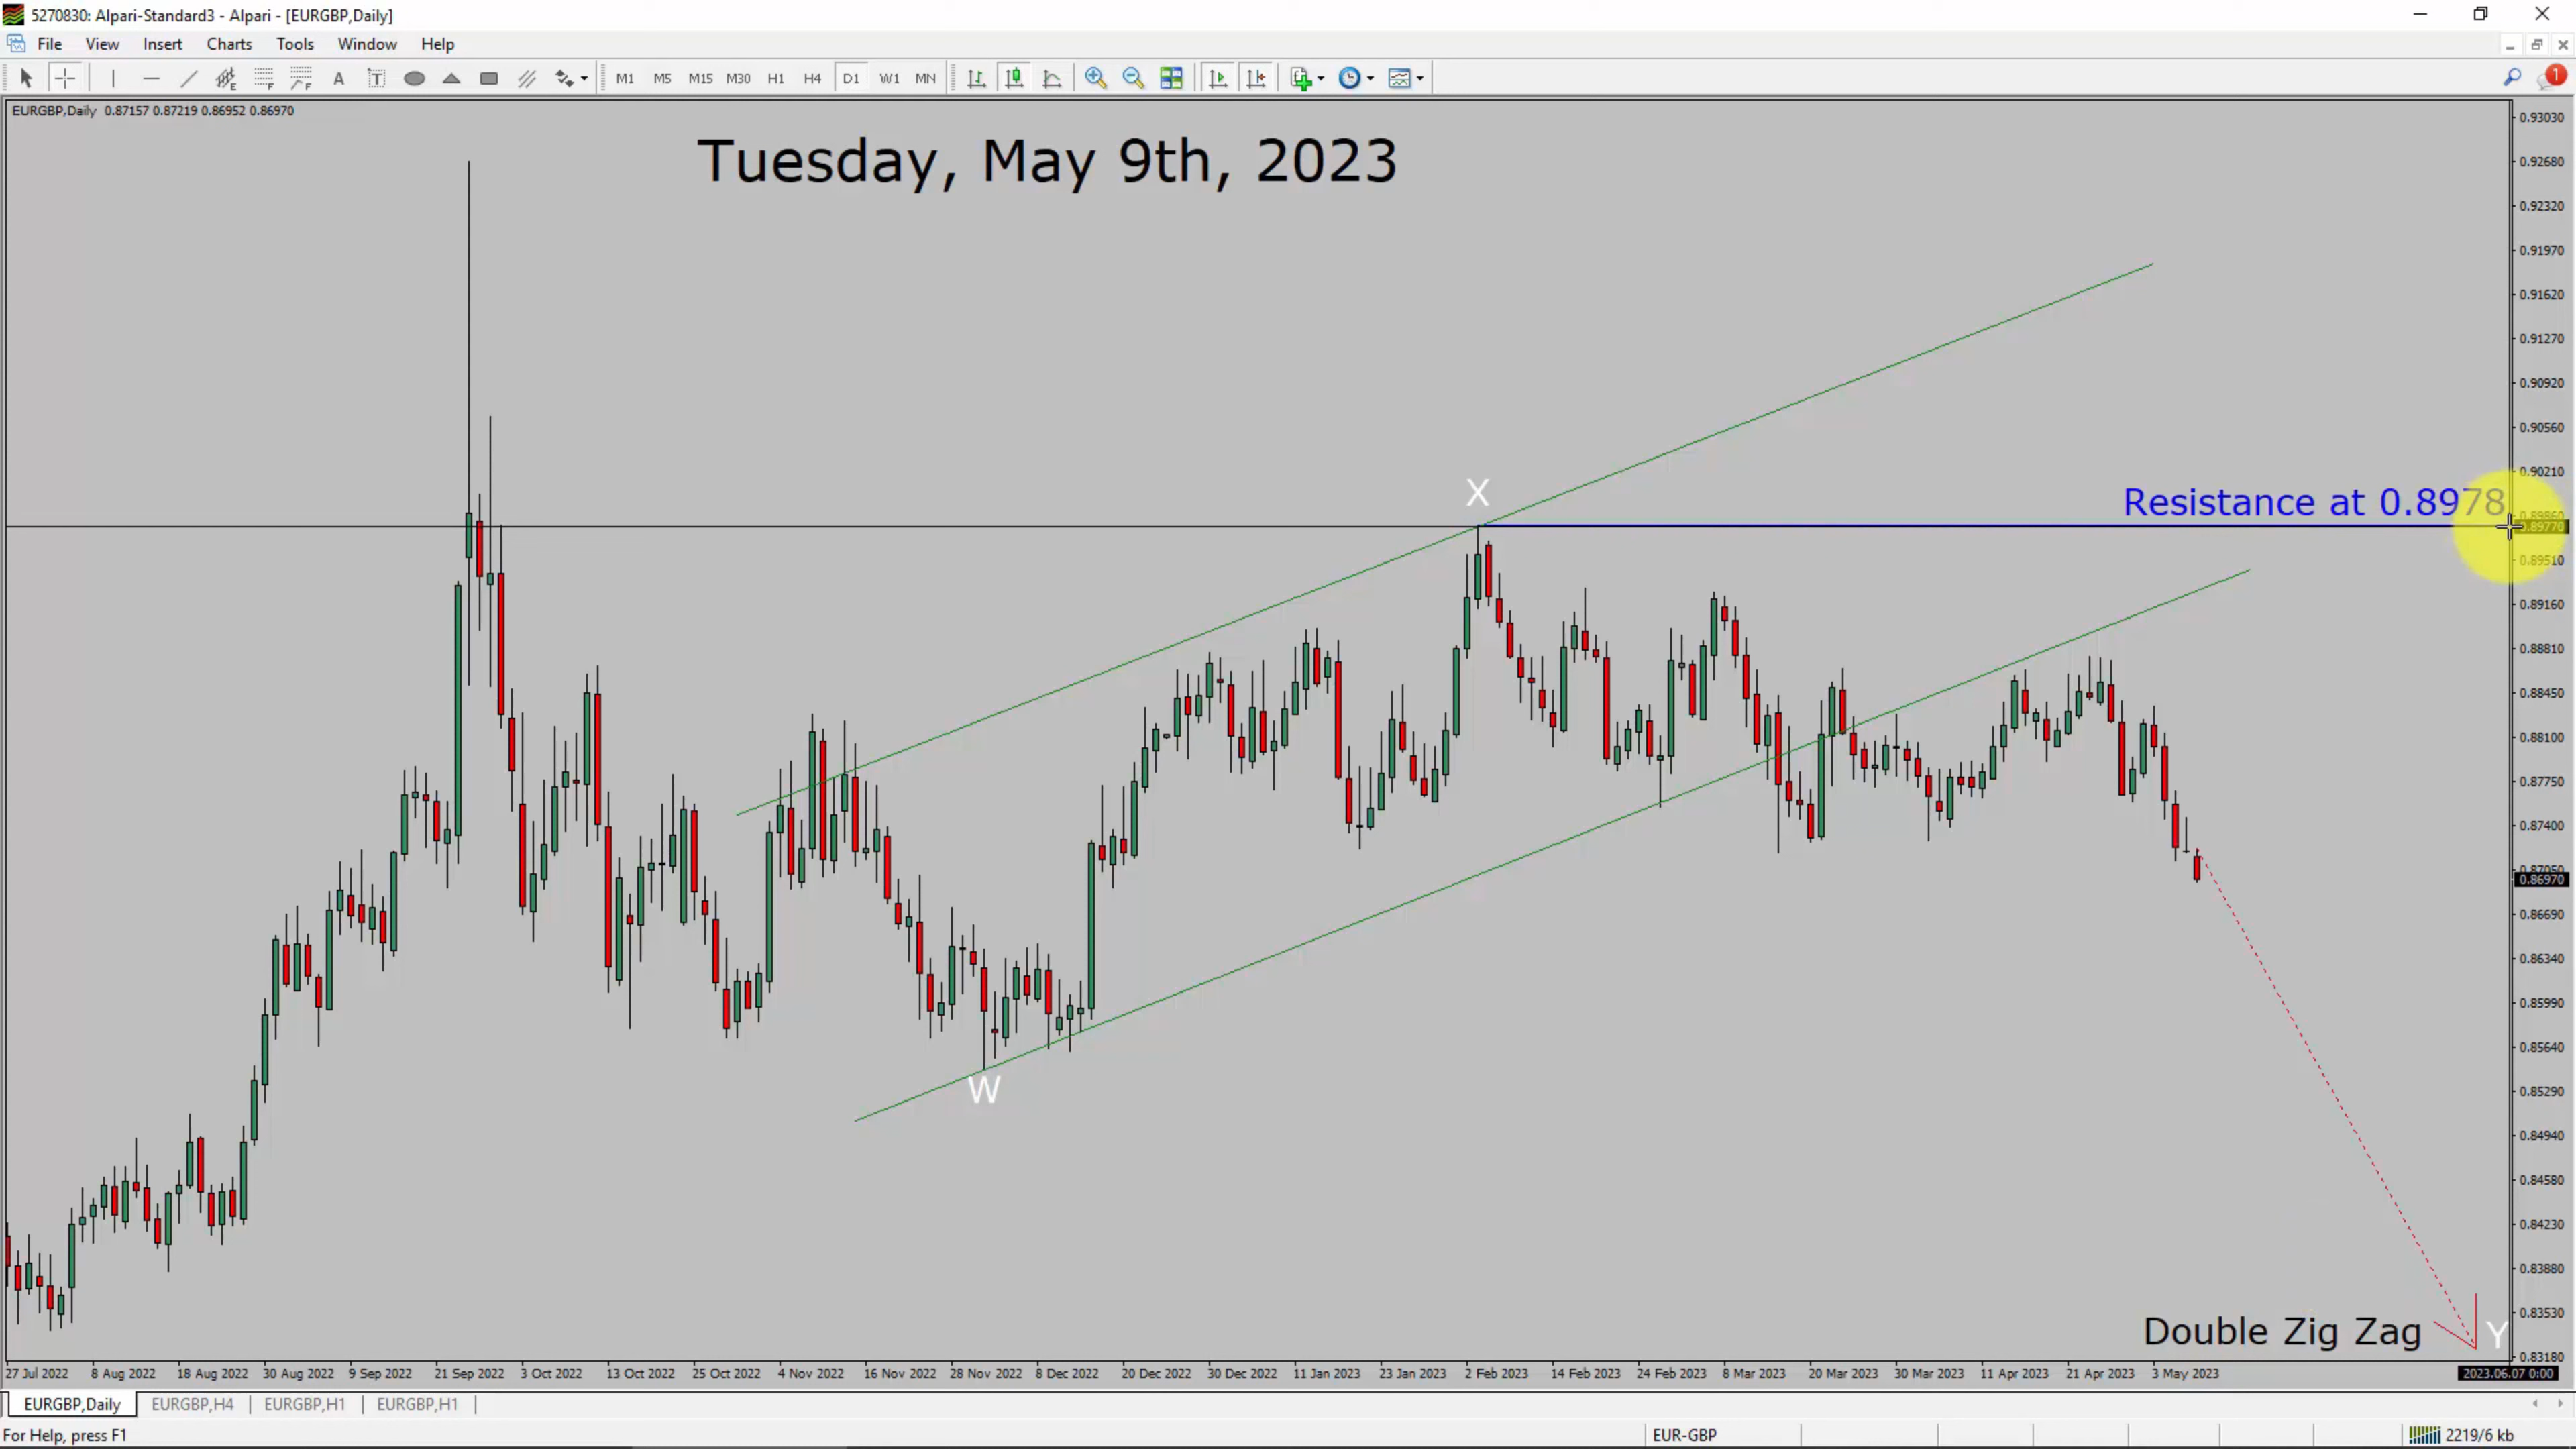 5270830: Alpari-Standard3 - Alpari - [EURGBP,Daily]
File View Insert Charts Tools Window Help
A T M1 M5 M15 M30 H1 H4 D1 W1 MN 1
EURGBP,Daily 0.87157 0.87219 0.86952 0.86970
0.93030
Tuesday, May 9th, 2023
0.92680
0.92320
0.91970
0.91620
0.91270
0.90920
0.90560
0.90210
X
Resistance at 0.8978
0.89770
0.89510
0.89160
0.88810
0.88450
0.88100
0.87750
0.87400
0.86970
0.86690
0.86340
0.85990
0.85640
W
0.85290
0.84940
0.84580
0.84230
0.83880
0.83530
Double Zig Zag Y
0.83180
27 Jul 2022 8 Aug 2022 18 Aug 2022 30 Aug 2022 9 Sep 2022 21 Sep 2022 3 Oct 2022 13 Oct 2022 25 Oct 2022 4 Nov 2022 16 Nov 2022 28 Nov 2022 8 Dec 2022 20 Dec 2022 30 Dec 2022 11 Jan 2023 23 Jan 2023 2 Feb 2023 14 Feb 2023 24 Feb 2023 8 Mar 2023 20 Mar 2023 30 Mar 2023 11 Apr 2023 21 Apr 2023 3 May 2023 2023.06.07 0:00
EURGBP,Daily EURGBP,H4 EURGBP,H1 EURGBP,H1
For Help, press F1 EUR-GBP 2219/6 kb